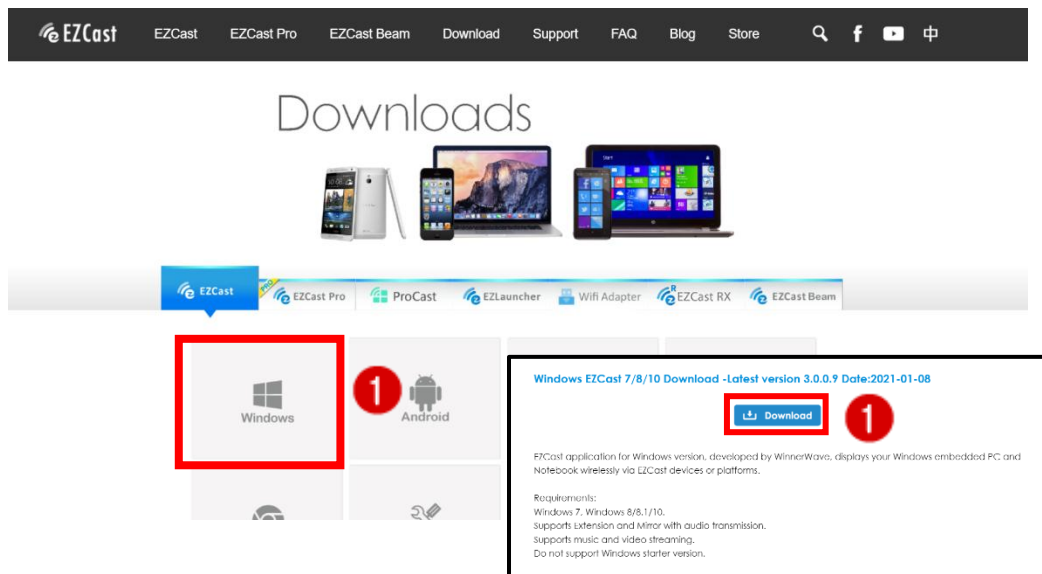 EZCast
EZCast EZCast Pro EZCast Beam Download Support FAQ Blog Store f 中
Downloads
EZCast
PRO EZCast Pro
ProCast
EZLauncher
Wifi Adapter
R EZCast RX
EZCast Beam
Windows
1
Android
Windows EZCast 7/8/10 Download -Latest version 3.0.0.9 Date:2021-01-08
Download
1
EZCast application for Windows version, developed by WinnerWave, displays your Windows embedded PC and
Notebook wirelessly via EZCast devices or platforms.
Requirements:
Windows 7, Windows 8/8.1/10.
Supports Extension and Mirror with audio transmission.
Supports music and video streaming.
Do not support Windows starter version.